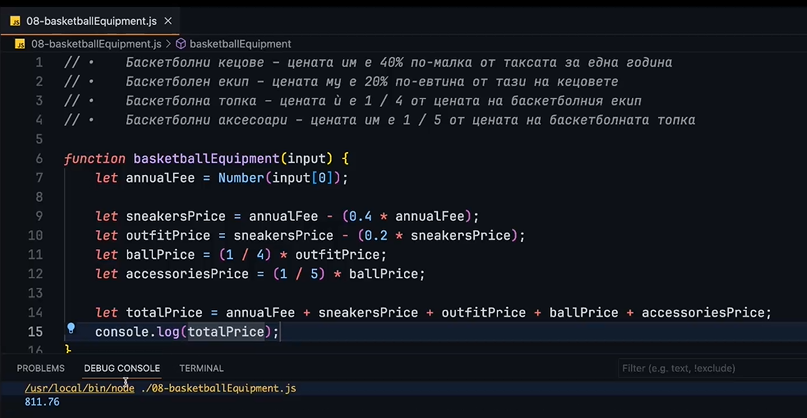 JS 08-basketballEquipment.js ×
JS 08-basketballEquipment.js > basketballEquipment
1 // • Баскетболни кецове – цената им е 40% по-малка от таксата за една година
2 // • Баскетболен екип – цената му е 20% по-евтина от тази на кецовете
3 // • Баскетболна топка – цената ѝ е 1 / 4 от цената на баскетболния екип
4 // • Баскетболни аксесоари – цената им е 1 / 5 от цената на баскетболната топка
5
6 function basketballEquipment(input) {
7 let annualFee = Number(input[0]);
8
9 let sneakersPrice = annualFee - (0.4 * annualFee);
10 let outfitPrice = sneakersPrice - (0.2 * sneakersPrice);
11 let ballPrice = (1 / 4) * outfitPrice;
12 let accessoriesPrice = (1 / 5) * ballPrice;
13
14 let totalPrice = annualFee + sneakersPrice + outfitPrice + ballPrice + accessoriesPrice;
15 console.log(totalPrice);
16 }
PROBLEMS DEBUG CONSOLE TERMINAL Filter (e.g. text, !exclude)
/usr/local/bin/node ./08-basketballEquipment.js
811.76